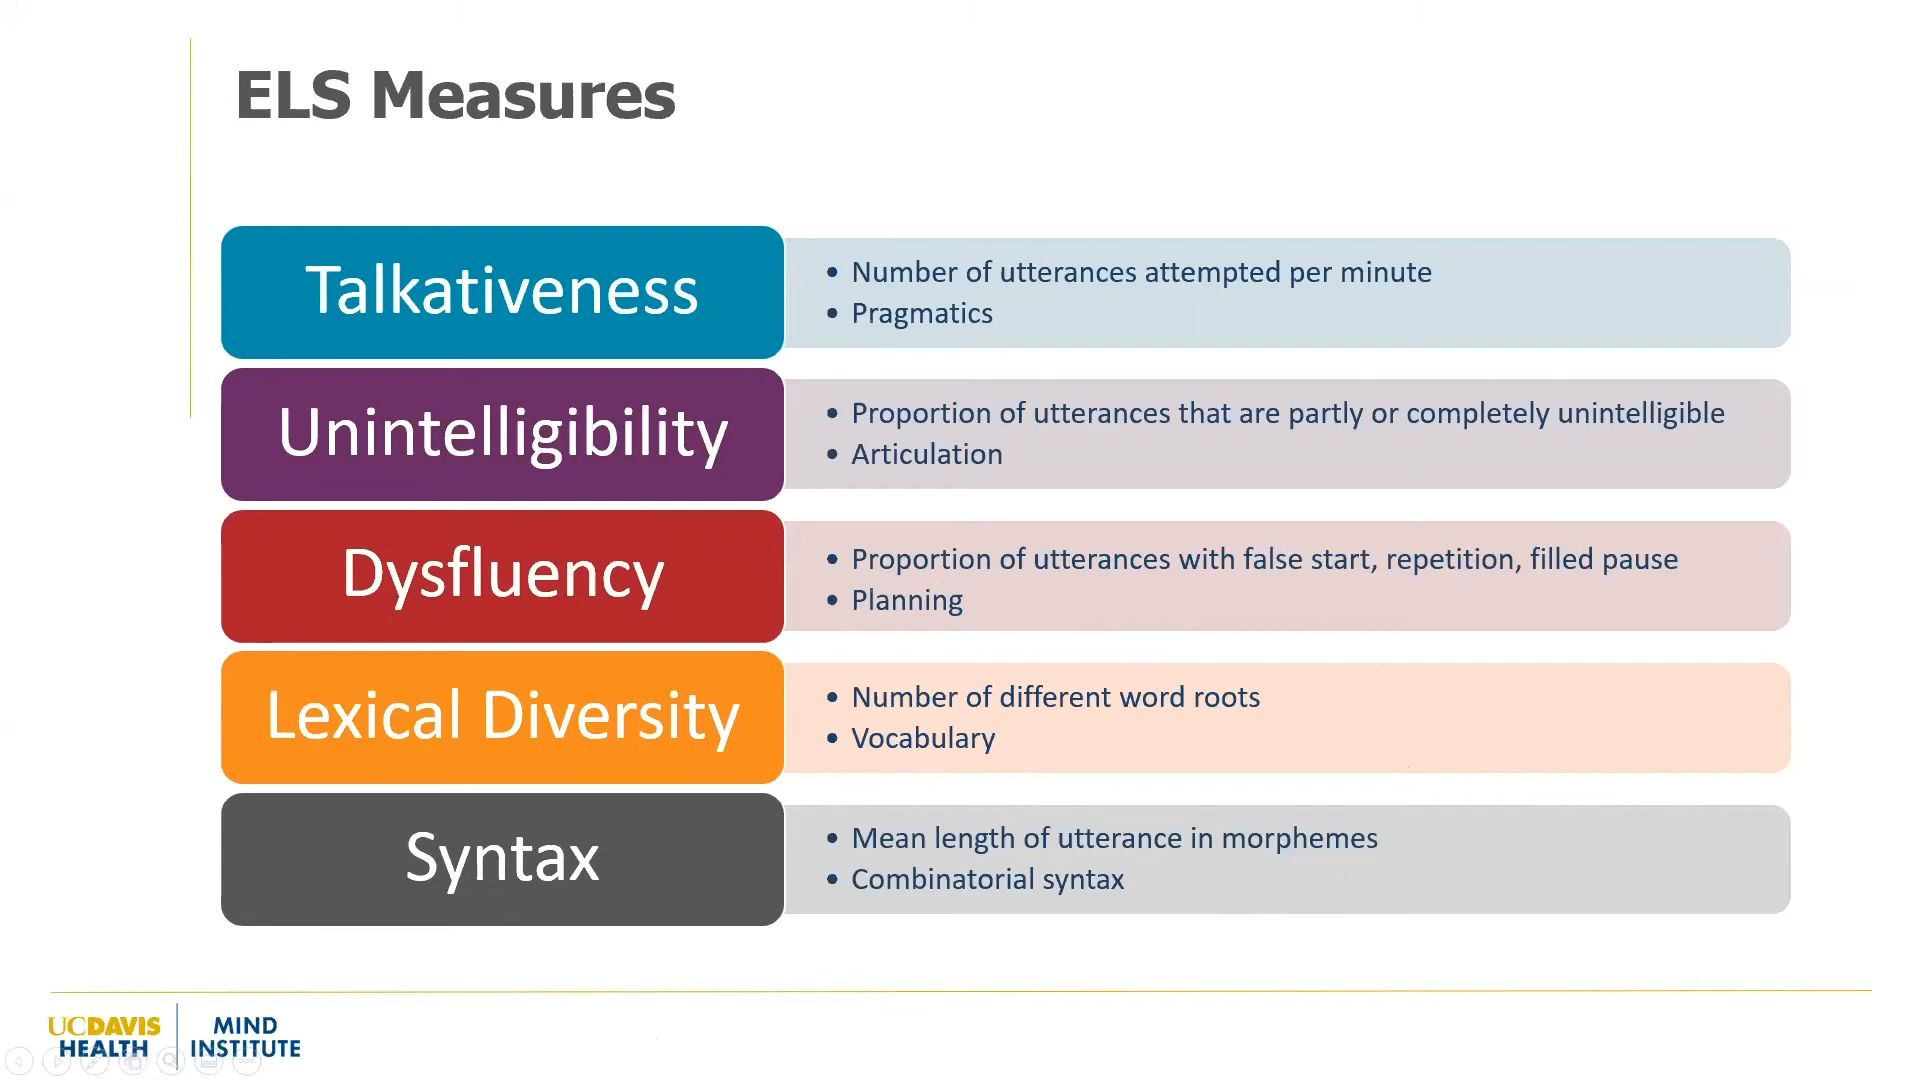 ELS Measures
Talkativeness
• Number of utterances attempted per minute
• Pragmatics
Unintelligibility
• Proportion of utterances that are partly or completely unintelligible
• Articulation
Dysfluency
• Proportion of utterances with false start, repetition, filled pause
• Planning
Lexical Diversity
• Number of different word roots
• Vocabulary
Syntax
• Mean length of utterance in morphemes
• Combinatorial syntax
UCDAVIS
HEALTH
MIND
INSTITUTE